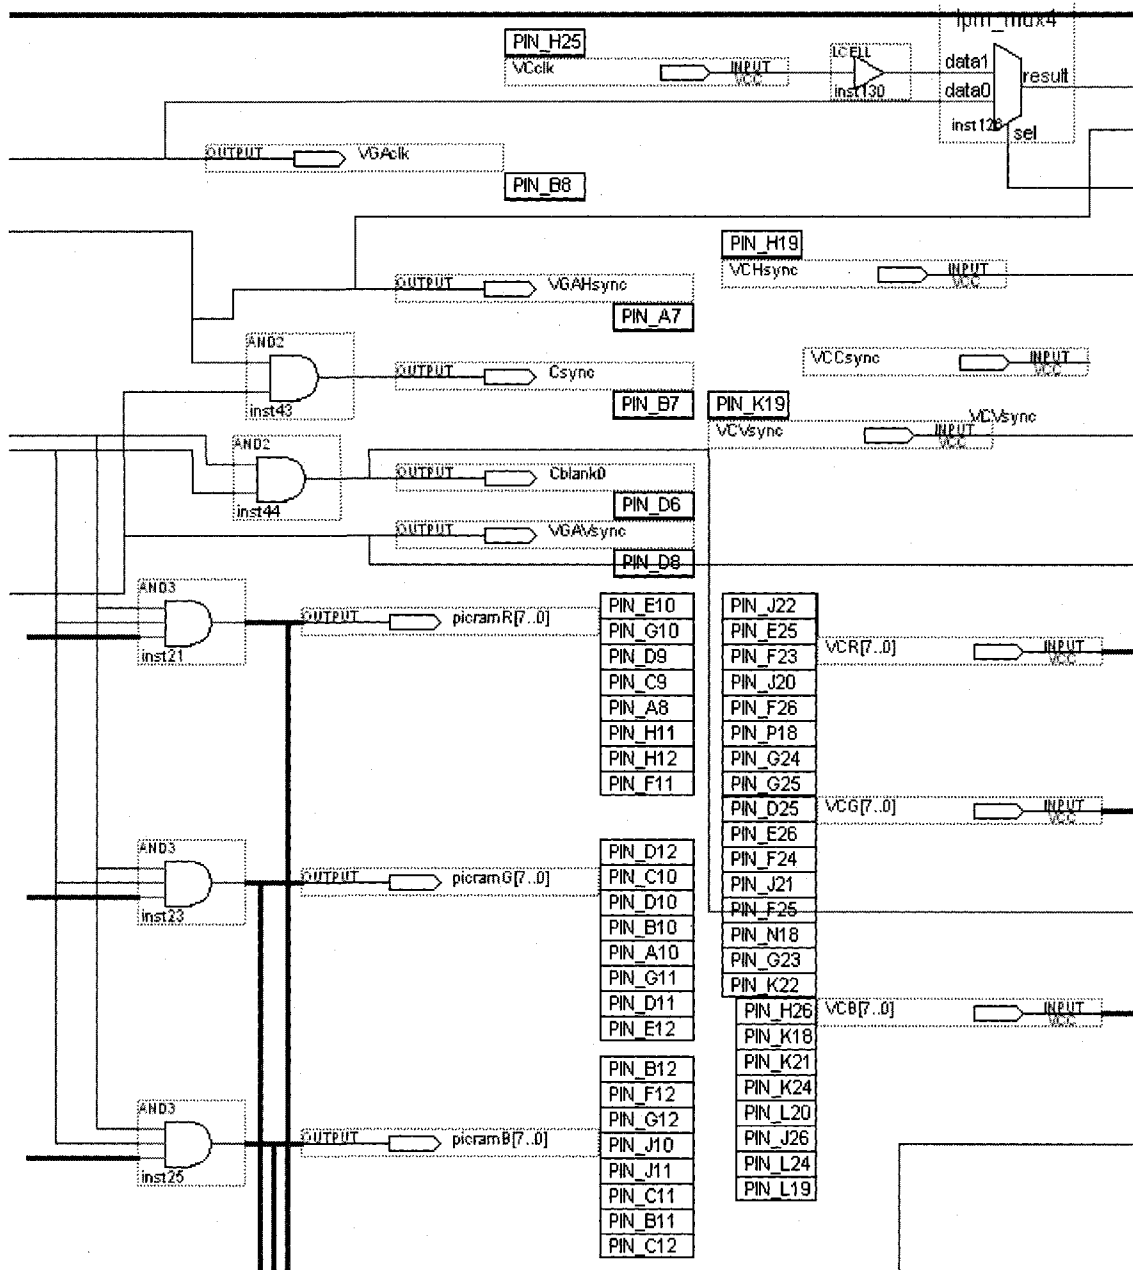 lpm_mux4
PIN_H25
VCclk
INPUT
VCC
LCELL
inst130
data1
data0
result
inst126
sel
OUTPUT
VGAclk
PIN_B8
PIN_H19
VCHsync
INPUT
VCC
OUTPUT
VGAHsync
PIN_A7
AND2
inst43
OUTPUT
Csync
PIN_B7
VCCsync
INPUT
VCC
PIN_K19
VCVsync
VCVsync
INPUT
VCC
AND2
inst44
OUTPUT
Cblank0
PIN_D6
OUTPUT
VGAVsync
PIN_D8
AND3
inst21
OUTPUT
picramR[7..0]
PIN_E10
PIN_G10
PIN_D9
PIN_C9
PIN_A8
PIN_H11
PIN_H12
PIN_F11
PIN_J22
PIN_E25
PIN_F23
PIN_J20
PIN_F26
PIN_P18
PIN_G24
PIN_G25
VCR[7..0]
INPUT
VCC
PIN_D25
PIN_E26
PIN_F24
PIN_J21
PIN_F25
PIN_N18
PIN_G23
PIN_K22
VCG[7..0]
INPUT
VCC
AND3
inst23
OUTPUT
picramG[7..0]
PIN_D12
PIN_C10
PIN_D10
PIN_B10
PIN_A10
PIN_G11
PIN_D11
PIN_E12
PIN_H26
PIN_K18
PIN_K21
PIN_K24
PIN_L20
PIN_J26
PIN_L24
PIN_L19
VCB[7..0]
INPUT
VCC
AND3
inst25
OUTPUT
picramB[7..0]
PIN_B12
PIN_F12
PIN_G12
PIN_J10
PIN_J11
PIN_C11
PIN_B11
PIN_C12